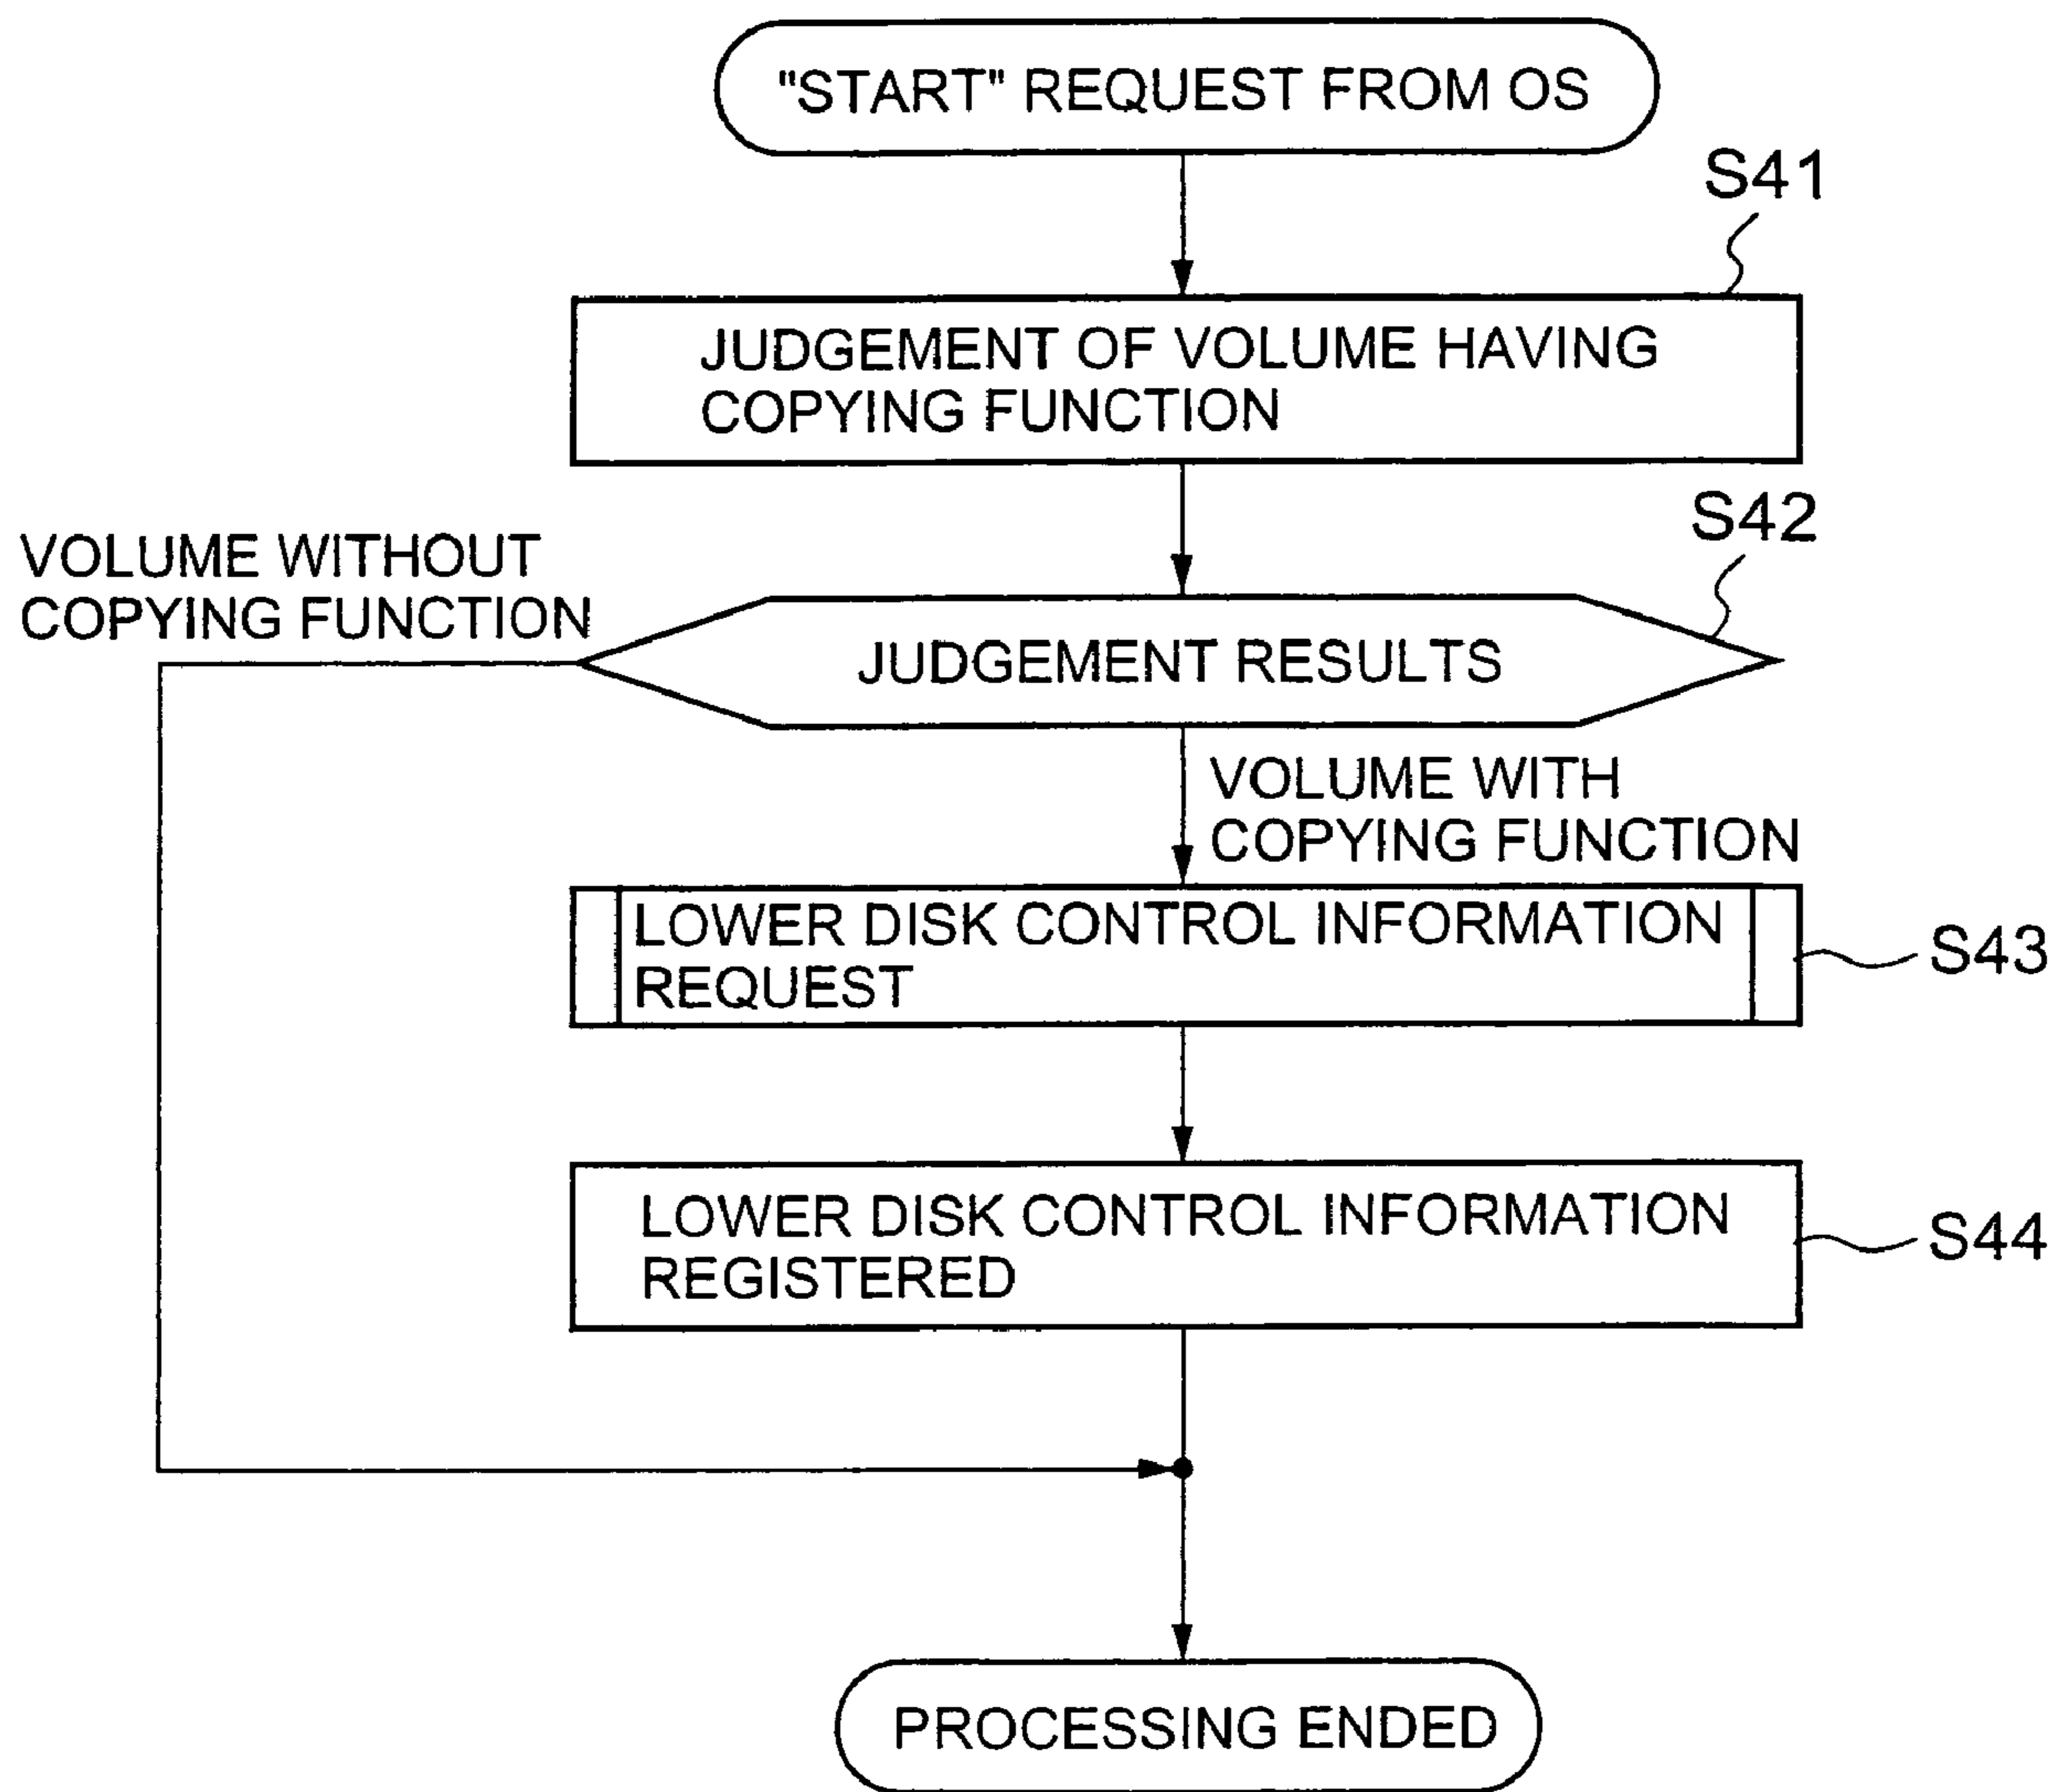 "START" REQUEST FROM OS
S41
JUDGEMENT OF VOLUME HAVING
COPYING FUNCTION
S42
VOLUME WITHOUT
COPYING FUNCTION
JUDGEMENT RESULTS
VOLUME WITH
COPYING FUNCTION
LOWER DISK CONTROL INFORMATION
REQUEST
S43
LOWER DISK CONTROL INFORMATION
REGISTERED
S44
PROCESSING ENDED